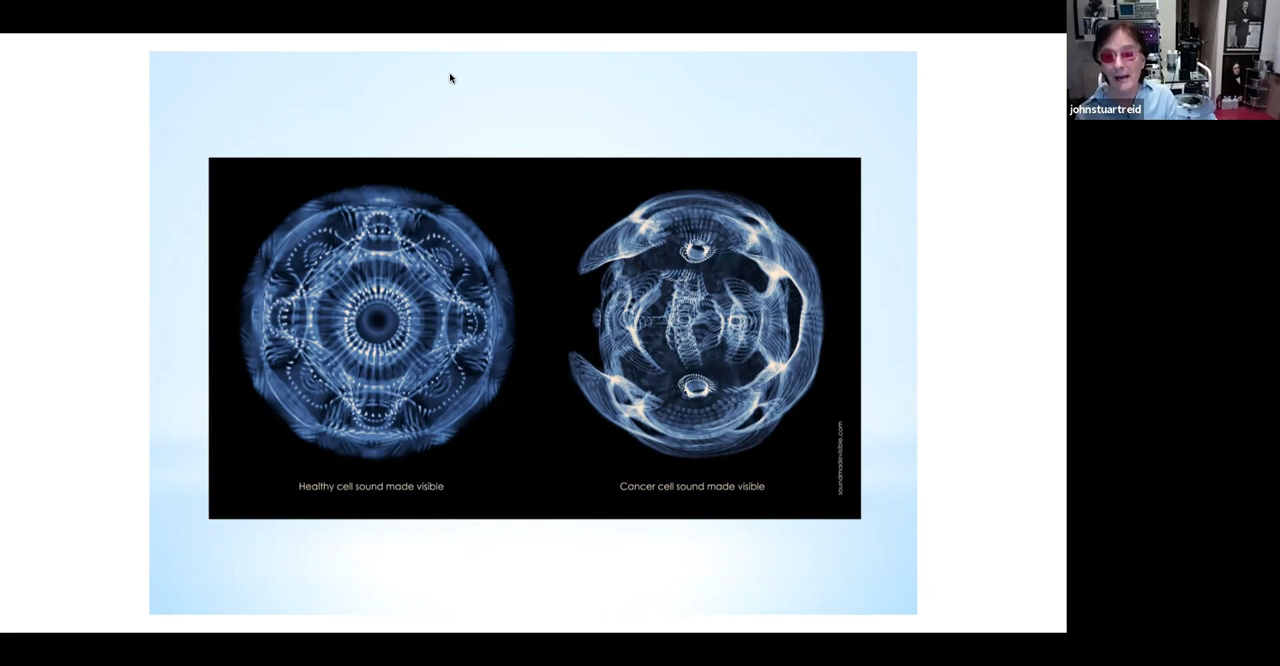 johnstuartreid
Healthy cell sound made visible
Cancer cell sound made visible
soundmadevisible.com